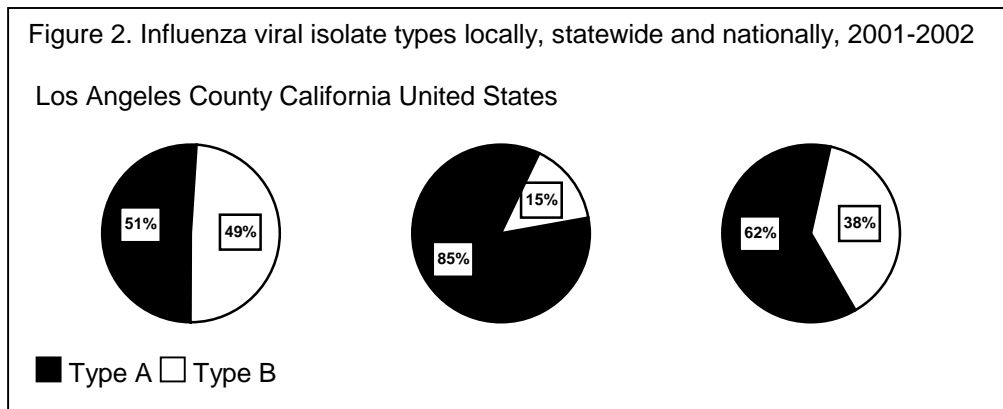 Figure 2. Influenza viral isolate types locally, statewide and nationally, 2001-2002
Los Angeles County California United States
51%
49%
85%
15%
62%
38%
Type A Type B